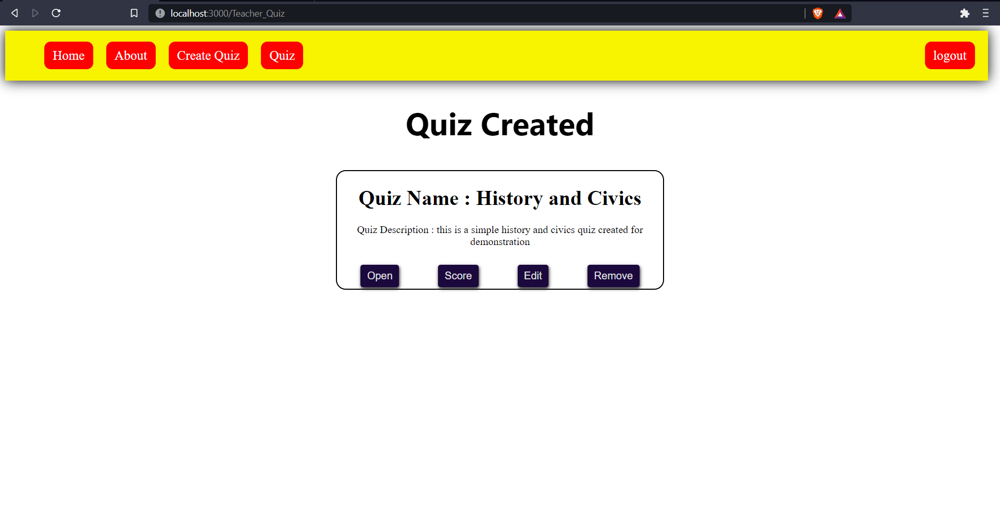 localhost:3000/Teacher_Quiz
Home About Create Quiz Quiz logout
Quiz Created
Quiz Name : History and Civics
Quiz Description : this is a simple history and civics quiz created for
demonstration
Open Score Edit Remove